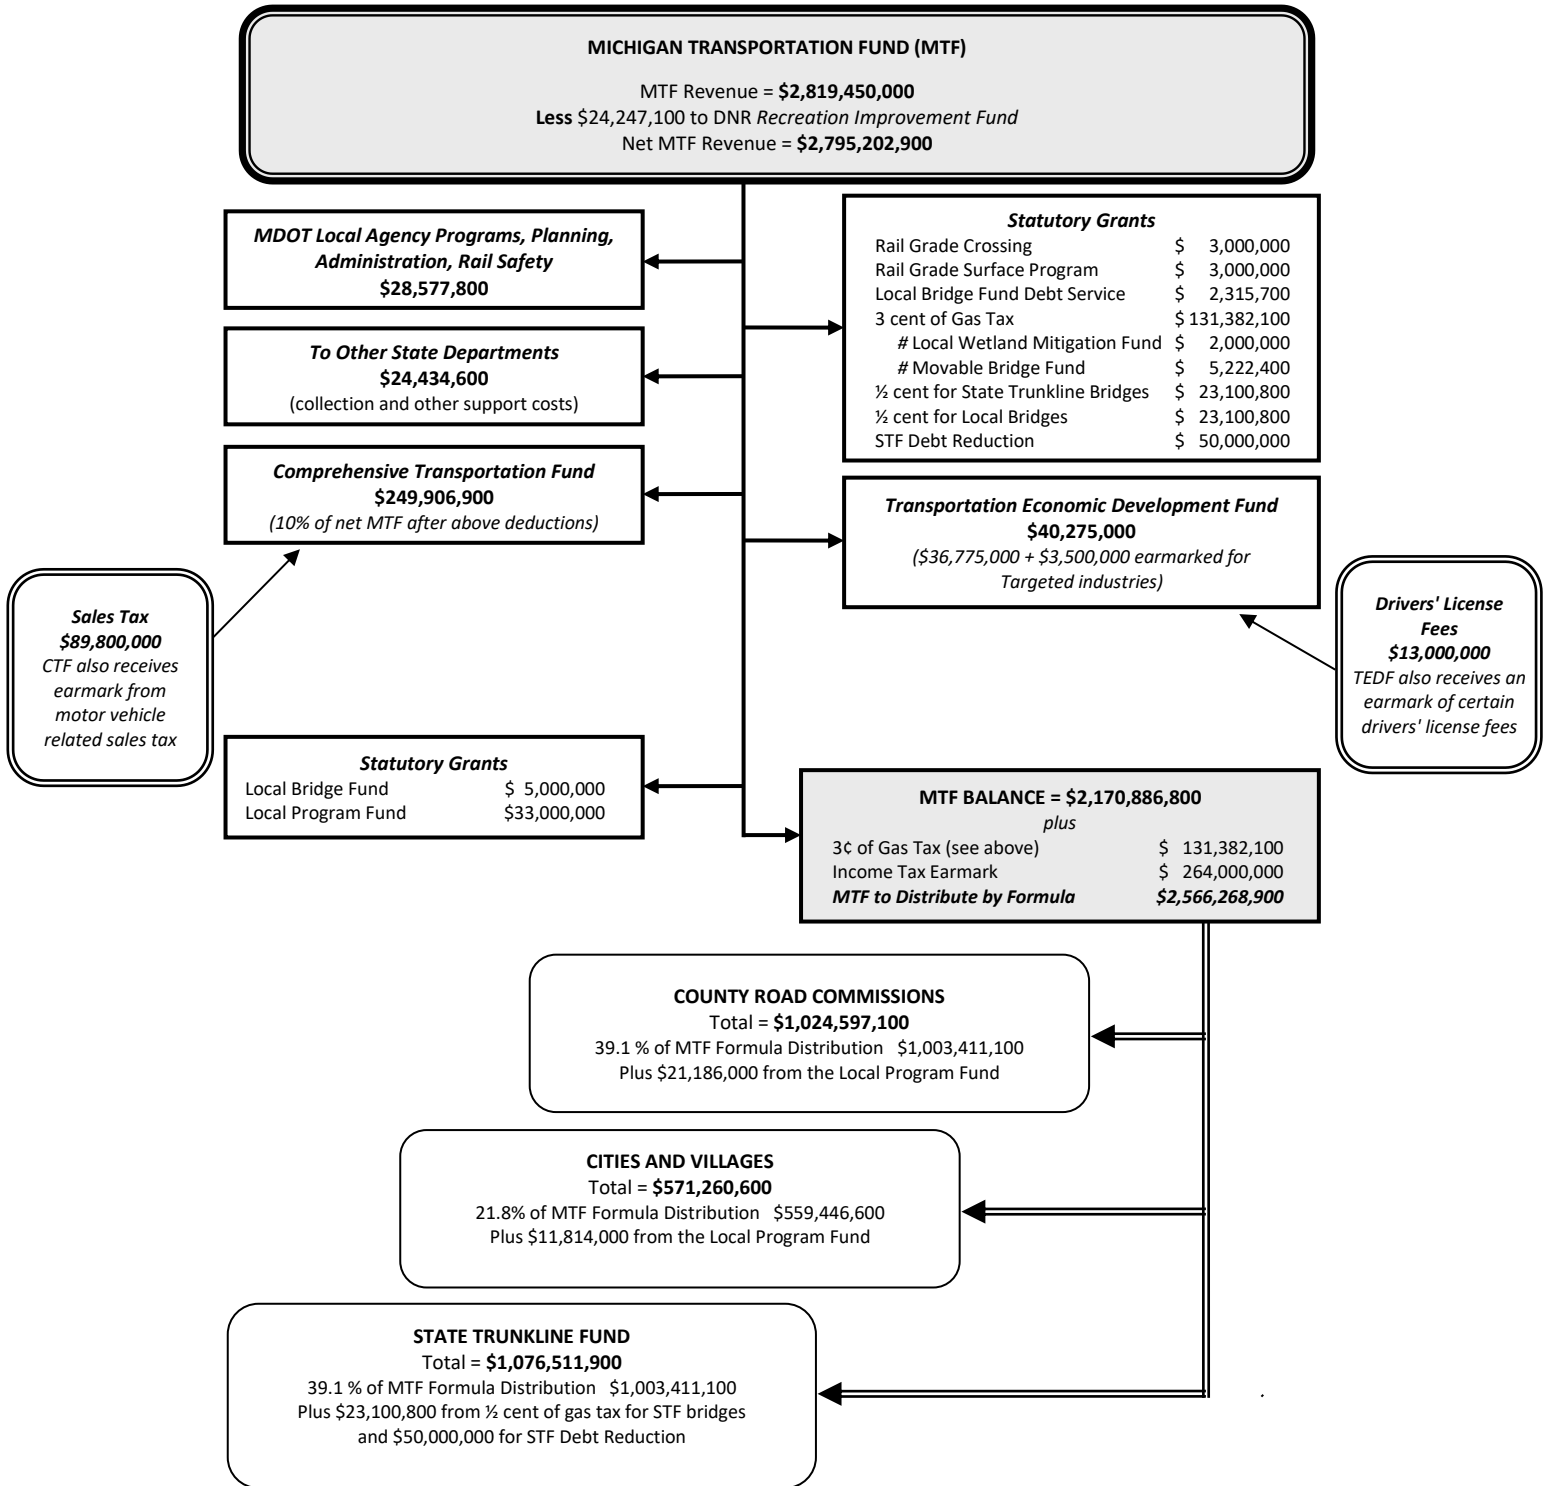 MICHIGAN TRANSPORTATION FUND (MTF)
MTF Revenue = $2,819,450,000
Less $24,247,100 to DNR Recreation Improvement Fund
Net MTF Revenue = $2,795,202,900
MDOT Local Agency Programs, Planning,
Administration, Rail Safety
$28,577,800
Statutory Grants
Rail Grade Crossing $ 3,000,000
Rail Grade Surface Program $ 3,000,000
Local Bridge Fund Debt Service $ 2,315,700
3 cent of Gas Tax $ 131,382,100
# Local Wetland Mitigation Fund $ 2,000,000
# Movable Bridge Fund $ 5,222,400
½ cent for State Trunkline Bridges $ 23,100,800
½ cent for Local Bridges $ 23,100,800
STF Debt Reduction $ 50,000,000
To Other State Departments
$24,434,600
(collection and other support costs)
Comprehensive Transportation Fund
$249,906,900
(10% of net MTF after above deductions)
Transportation Economic Development Fund
$40,275,000
($36,775,000 + $3,500,000 earmarked for
Targeted industries)
Sales Tax
$89,800,000
CTF also receives
earmark from
motor vehicle
related sales tax
Drivers' License
Fees
$13,000,000
TEDF also receives an
earmark of certain
drivers' license fees
Statutory Grants
Local Bridge Fund $ 5,000,000
Local Program Fund $33,000,000
MTF BALANCE = $2,170,886,800
plus
3¢ of Gas Tax (see above) $ 131,382,100
Income Tax Earmark $ 264,000,000
MTF to Distribute by Formula $2,566,268,900
COUNTY ROAD COMMISSIONS
Total = $1,024,597,100
39.1 % of MTF Formula Distribution $1,003,411,100
Plus $21,186,000 from the Local Program Fund
CITIES AND VILLAGES
Total = $571,260,600
21.8% of MTF Formula Distribution $559,446,600
Plus $11,814,000 from the Local Program Fund
STATE TRUNKLINE FUND
Total = $1,076,511,900
39.1 % of MTF Formula Distribution $1,003,411,100
Plus $23,100,800 from ½ cent of gas tax for STF bridges
and $50,000,000 for STF Debt Reduction